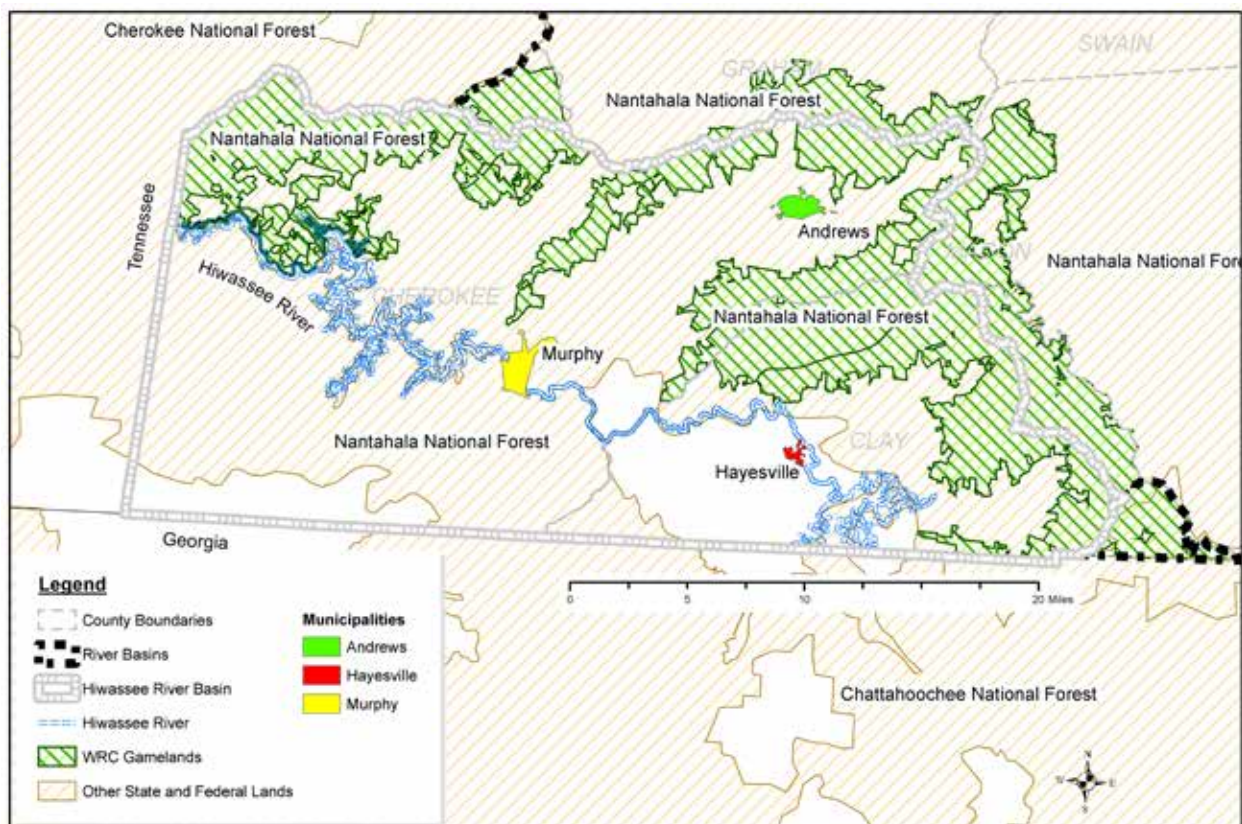 Cherokee National Forest
SWAIN
GRAHAM
Nantahala National Forest
Nantahala National Forest
Tennessee
Andrews
Hiwassee River
CHEROKEE
Nantahala National Fore
Nantahala National Forest
Murphy
Nantahala National Forest
CLAY
Hayesville
Georgia
0 5 10 20 Miles
Legend
County Boundaries
River Basins
Hiwassee River Basin
Hiwassee River
WRC Gamelands
Other State and Federal Lands
Municipalities
Andrews
Hayesville
Murphy
Chattahoochee National Forest
N
W E
S